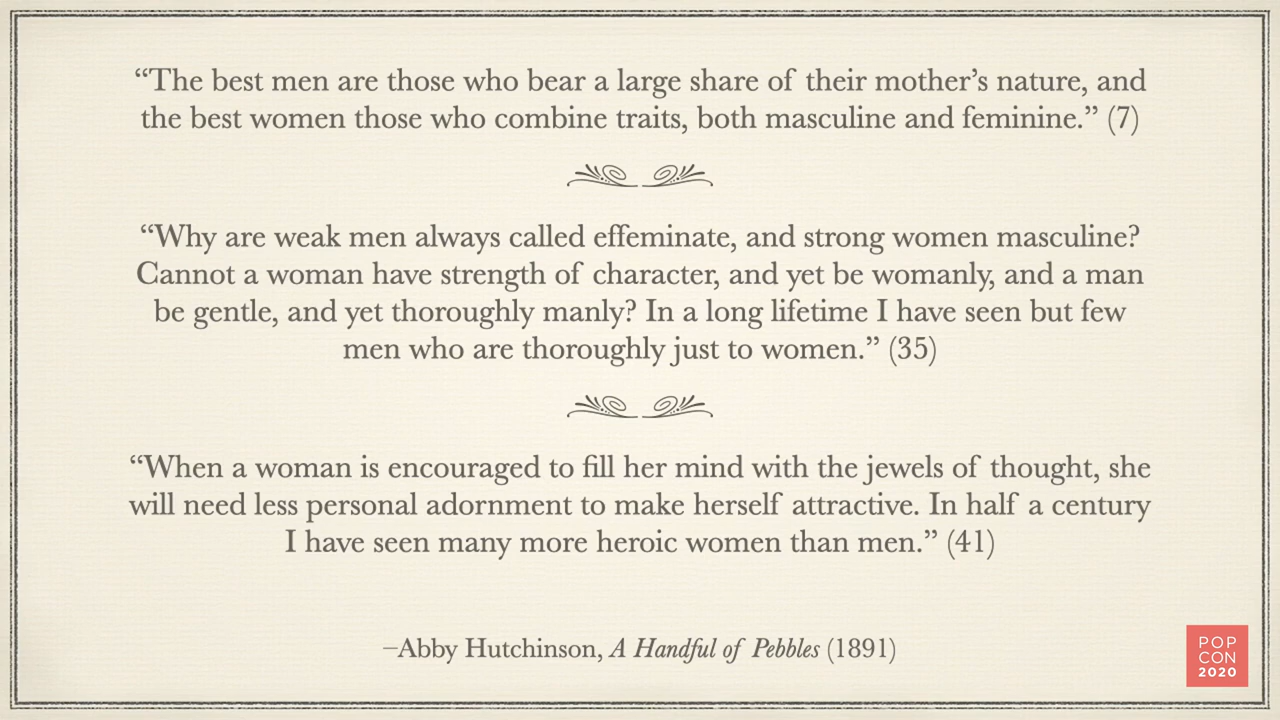 “The best men are those who bear a large share of their mother’s nature, and
the best women those who combine traits, both masculine and feminine.” (7)
“Why are weak men always called effeminate, and strong women masculine?
Cannot a woman have strength of character, and yet be womanly, and a man
be gentle, and yet thoroughly manly? In a long lifetime I have seen but few
men who are thoroughly just to women.” (35)
“When a woman is encouraged to fill her mind with the jewels of thought, she
will need less personal adornment to make herself attractive. In half a century
I have seen many more heroic women than men.” (41)
–Abby Hutchinson, A Handful of Pebbles (1891)
POP
CON
2020